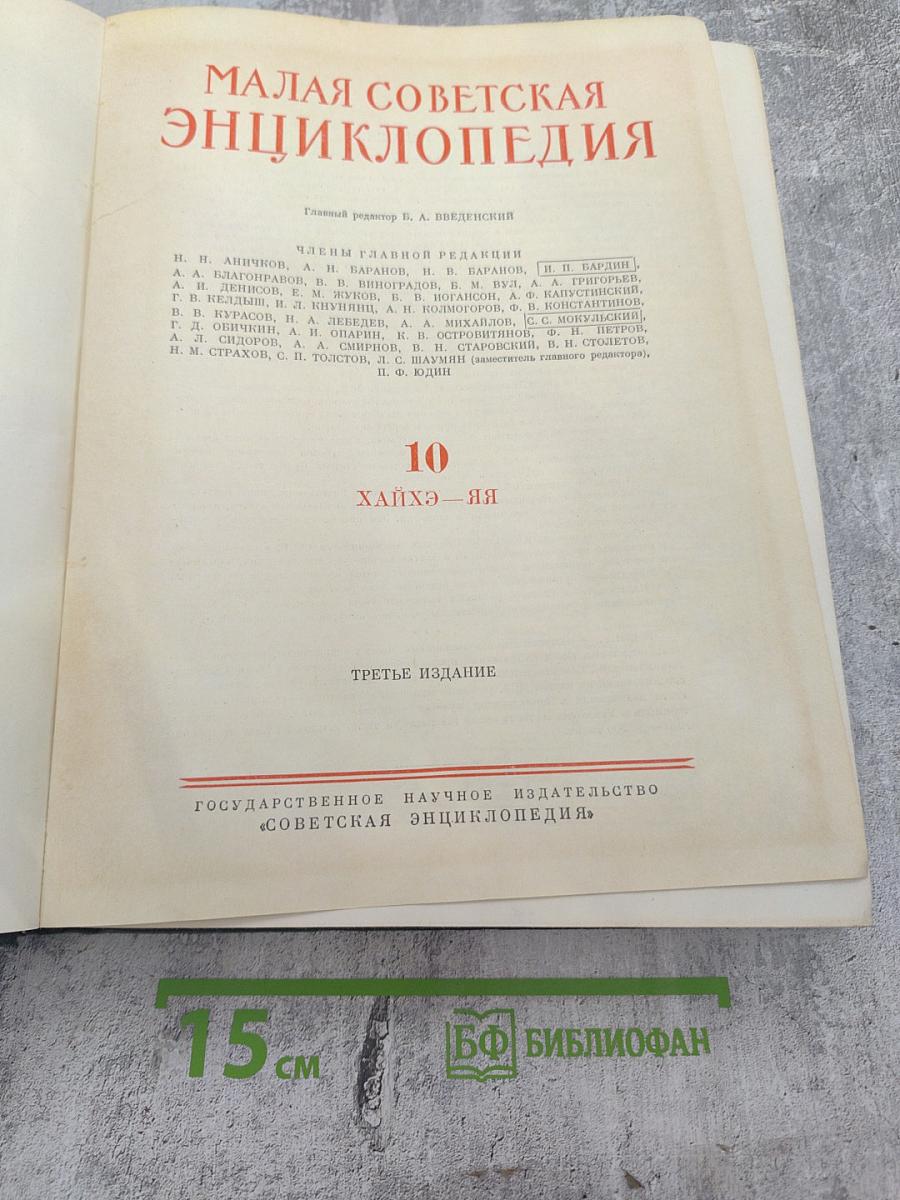 МАЛАЯ СОВЕТСКАЯ
ЭНЦИКЛОПЕДИЯ
Главный редактор Б. А. ВВЕДЕНСКИЙ
ЧЛЕНЫ ГЛАВНОЙ РЕДАКЦИИ
Н. Н. АНИЧКОВ, А. Н. БАРАНОВ, Н. В. БАРАНОВ, И. П. БАРДИН,
А. А. БЛАГОНРАВОВ, В. В. ВИНОГРАДОВ, Б. М. ВУЛ, А. А. ГРИГОРЬЕВ,
А. И. ДЕНИСОВ, Е. М. ЖУКОВ, Б. В. ИОГАНСОН, А. Ф. КАПУСТИНСКИЙ,
Г. В. КЕЛДЫШ, И. Л. КНУНЯНЦ, А. Н. КОЛМОГОРОВ, Ф. В. КОНСТАНТИНОВ,
В. В. КУРАСОВ, Н. А. ЛЕБЕДЕВ, А. А. МИХАЙЛОВ, С. С. МОКУЛЬСКИЙ,
Г. Д. ОБИЧКИН, А. И. ОПАРИН, К. В. ОСТРОВИТЯНОВ, Ф. Н. ПЕТРОВ,
А. Л. СИДОРОВ, А. А. СМИРНОВ, В. Н. СТАРОВСКИЙ, В. Н. СТОЛЕТОВ,
Н. М. СТРАХОВ, С. П. ТОЛСТОВ, Л. С. ШАУМЯН (заместитель главного редактора),
П. Ф. ЮДИН
10
ХАЙХЭ—ЯЯ
ТРЕТЬЕ ИЗДАНИЕ
ГОСУДАРСТВЕННОЕ НАУЧНОЕ ИЗДАТЕЛЬСТВО
«СОВЕТСКАЯ ЭНЦИКЛОПЕДИЯ»
15 см
БФ БИБЛИОФАН